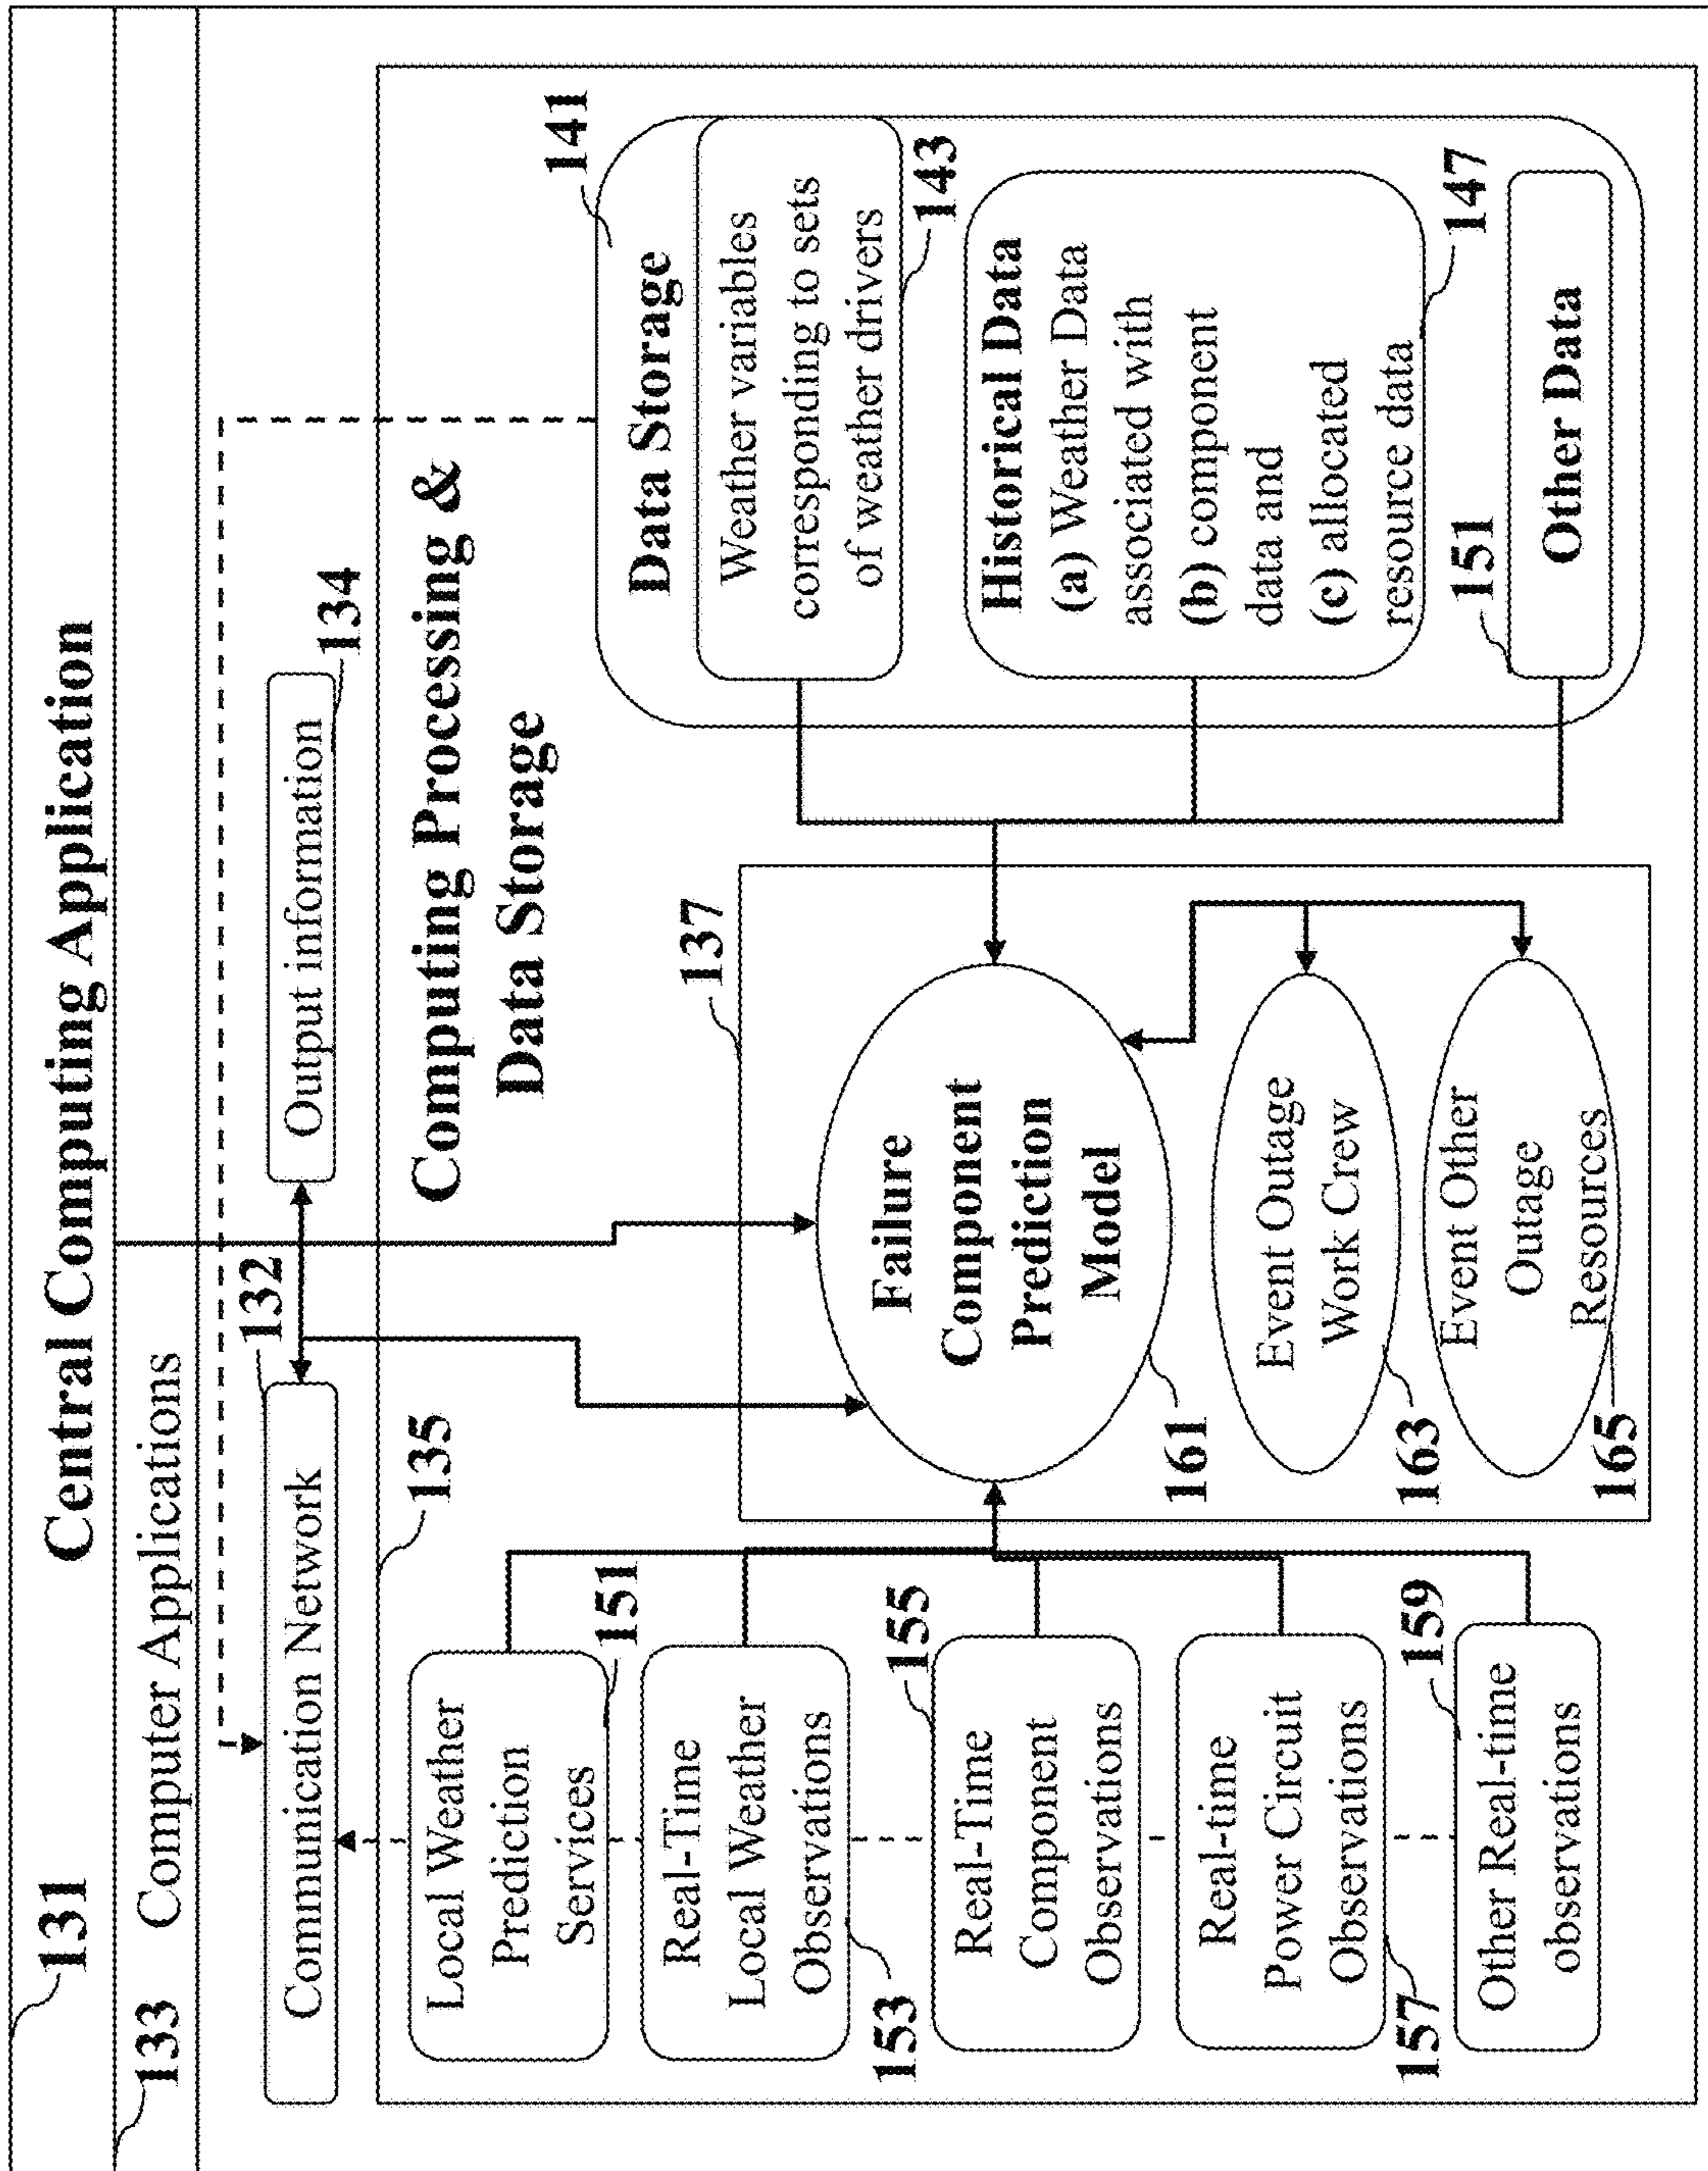 Central Computing Application
131
133
Computer Applications
132
Communication Network
Output information
134
135
Computing Processing &
Data Storage
Local Weather
Prediction
Services
151
Real-Time
Local Weather
Observations
153
155
Real-Time
Component
Observations
Real-time
Power Circuit
Observations
157
159
Other Real-time
observations
137
Failure
Component
Prediction
Model
161
Event Outage
Work Crew
163
Event Other
Outage
Resources
165
141
Data Storage
Weather variables
corresponding to sets
of weather drivers
143
Historical Data
(a) Weather Data
associated with
(b) component
data and
(c) allocated
resource data
147
151
Other Data